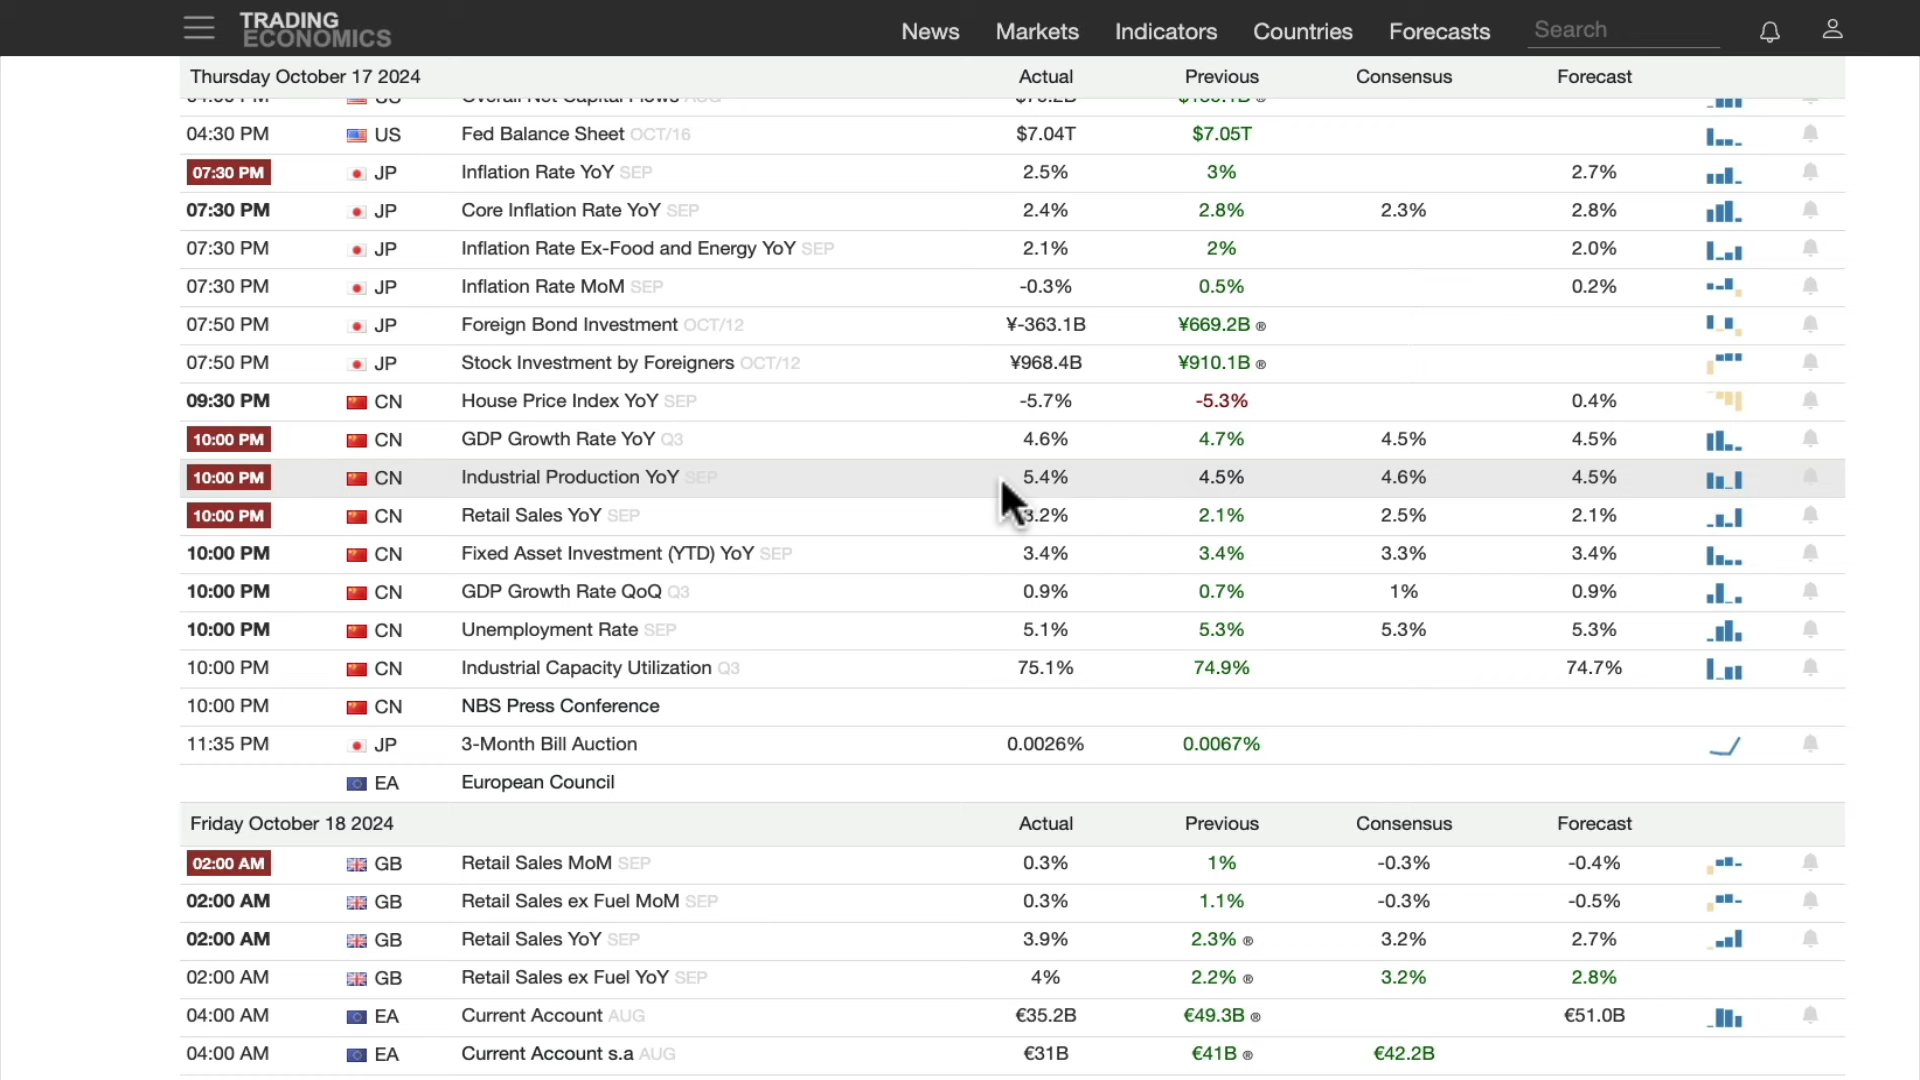 TRADING
ECONOMICS
News Markets Indicators Countries Forecasts Search
Thursday October 17 2024 Actual Previous Consensus Forecast
Overall Net Capital Flows AUG
04:30 PM US Fed Balance Sheet OCT/16 $7.04T $7.05T
07:30 PM JP Inflation Rate YoY SEP 2.5% 3% 2.7%
07:30 PM JP Core Inflation Rate YoY SEP 2.4% 2.8% 2.3% 2.8%
07:30 PM JP Inflation Rate Ex-Food and Energy YoY SEP 2.1% 2% 2.0%
07:30 PM JP Inflation Rate MoM SEP -0.3% 0.5% 0.2%
07:50 PM JP Foreign Bond Investment OCT/12 ¥-363.1B ¥669.2B ®
07:50 PM JP Stock Investment by Foreigners OCT/12 ¥968.4B ¥910.1B ®
09:30 PM CN House Price Index YoY SEP -5.7% -5.3% 0.4%
10:00 PM CN GDP Growth Rate YoY Q3 4.6% 4.7% 4.5% 4.5%
10:00 PM CN Industrial Production YoY SEP 5.4% 4.5% 4.6% 4.5%
10:00 PM CN Retail Sales YoY SEP 3.2% 2.1% 2.5% 2.1%
10:00 PM CN Fixed Asset Investment (YTD) YoY SEP 3.4% 3.4% 3.3% 3.4%
10:00 PM CN GDP Growth Rate QoQ Q3 0.9% 0.7% 1% 0.9%
10:00 PM CN Unemployment Rate SEP 5.1% 5.3% 5.3% 5.3%
10:00 PM CN Industrial Capacity Utilization Q3 75.1% 74.9% 74.7%
10:00 PM CN NBS Press Conference
11:35 PM JP 3-Month Bill Auction 0.0026% 0.0067%
EA European Council
Friday October 18 2024 Actual Previous Consensus Forecast
02:00 AM GB Retail Sales MoM SEP 0.3% 1% -0.3% -0.4%
02:00 AM GB Retail Sales ex Fuel MoM SEP 0.3% 1.1% -0.3% -0.5%
02:00 AM GB Retail Sales YoY SEP 3.9% 2.3% ® 3.2% 2.7%
02:00 AM GB Retail Sales ex Fuel YoY SEP 4% 2.2% ® 3.2% 2.8%
04:00 AM EA Current Account AUG €35.2B €49.3B ® €51.0B
04:00 AM EA Current Account s.a AUG €31B €41B ® €42.2B